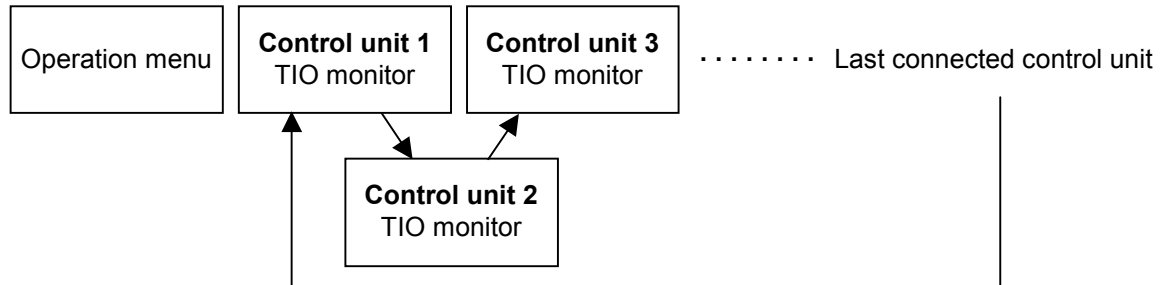 Operation menu
Control unit 1
TIO monitor
Control unit 3
TIO monitor
· · · · · · · · Last connected control unit
Control unit 2
TIO monitor